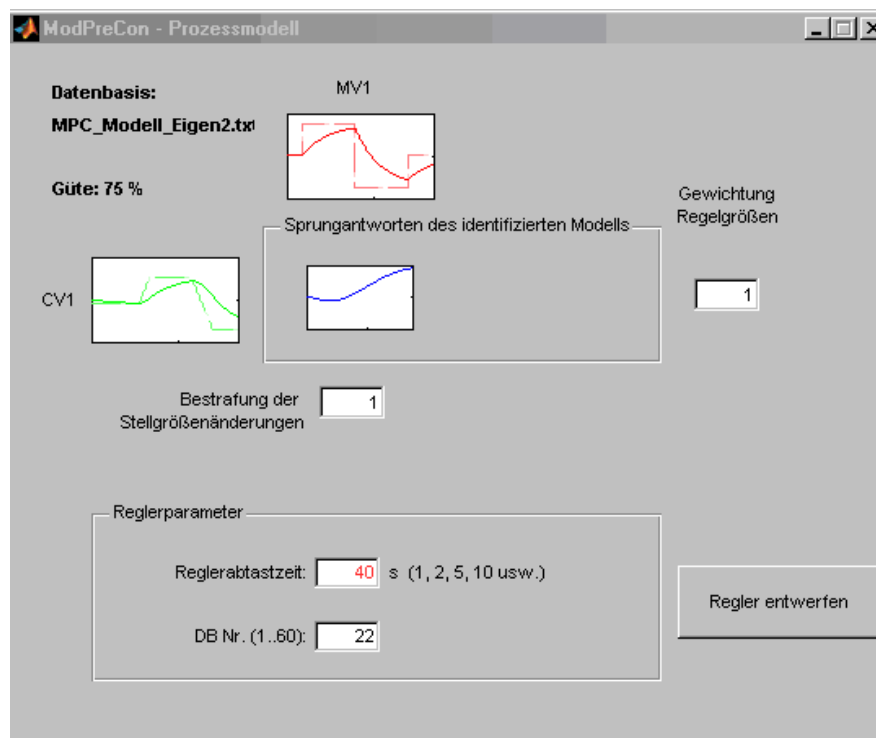 ModPreCon - Prozessmodell
Datenbasis:
MV1
MPC_Modell_Eigen2.txt
Güte: 75 %
Gewichtung
Regelgrößen
Sprungantworten des identifizierten Modells
CV1
1
Bestrafung der
Stellgrößenänderungen
1
Reglerparameter
Reglerabtastzeit: 40 s (1, 2, 5, 10 usw.)
DB Nr. (1..60): 22
Regler entwerfen